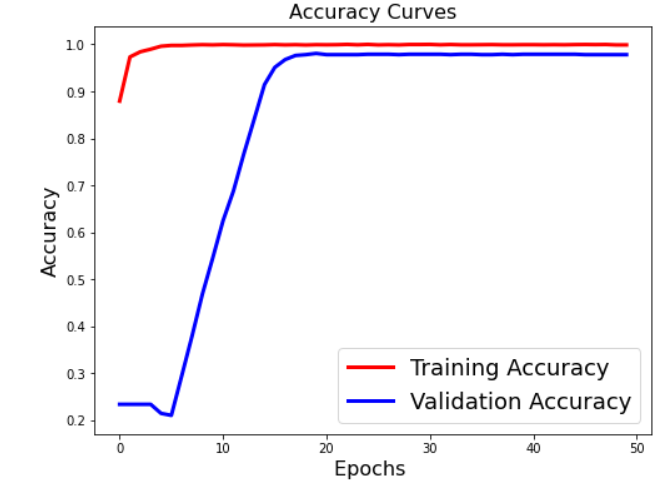 Accuracy Curves
1.0
0.9
0.8
0.7
0.6
0.5
0.4
0.3
0.2
Accuracy
Training Accuracy
Validation Accuracy
0 10 20 30 40 50
Epochs